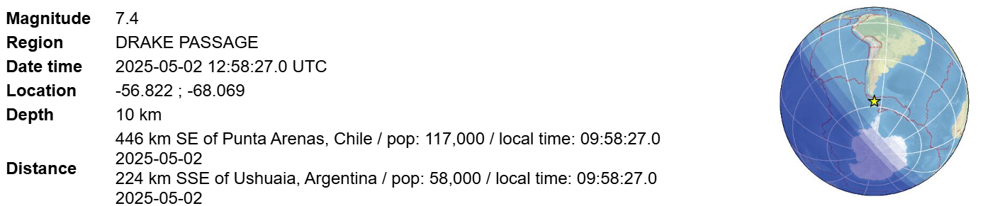 Magnitude 7.4
Region DRAKE PASSAGE
Date time 2025-05-02 12:58:27.0 UTC
Location -56.822 ; -68.069
Depth 10 km
Distance 446 km SE of Punta Arenas, Chile / pop: 117,000 / local time: 09:58:27.0
2025-05-02
224 km SSE of Ushuaia, Argentina / pop: 58,000 / local time: 09:58:27.0
2025-05-02